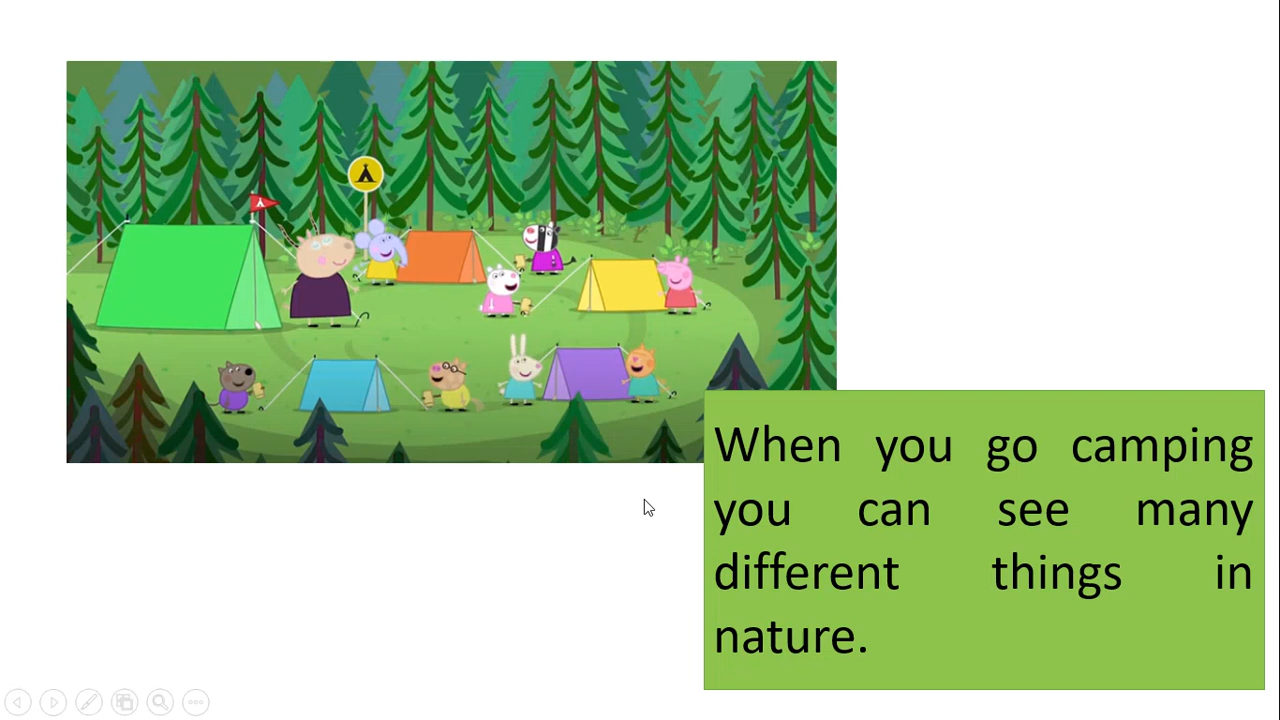 When you go camping
you can see many
different things in
nature.